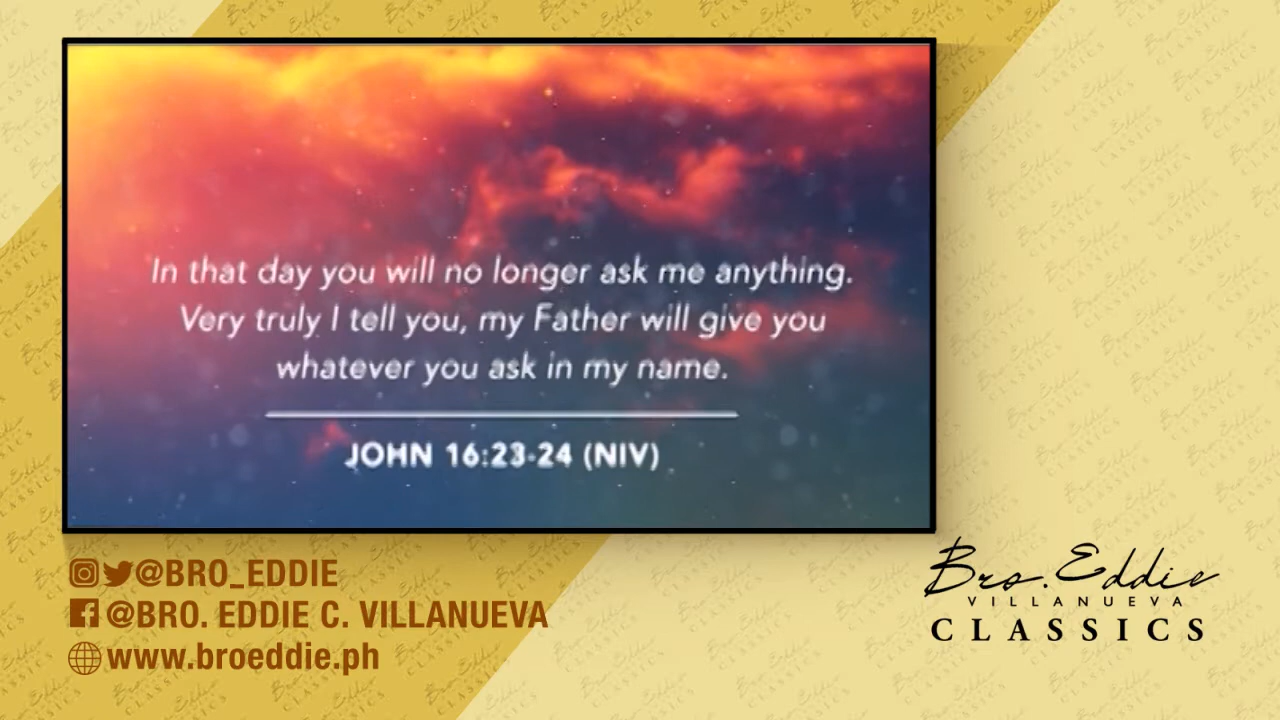 In that day you will no longer ask me anything.
Very truly I tell you, my Father will give you
whatever you ask in my name.
JOHN 16:23-24 (NIV)
@BRO_EDDIE
@BRO. EDDIE C. VILLANUEVA
www.broeddie.ph
Bro. Eddie
VILLANUEVA
CLASSICS